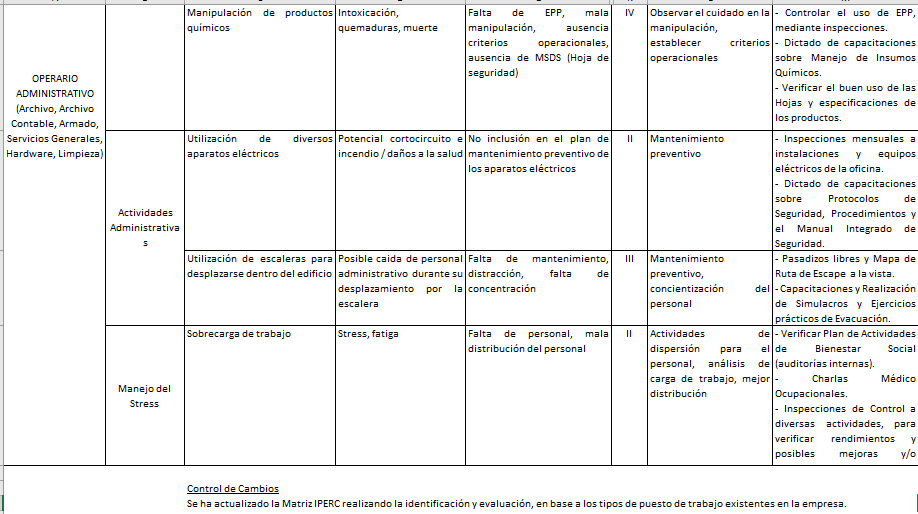 OPERARIO
ADMINISTRATIVO
(Archivo, Archivo
Contable, Armado,
Servicios Generales,
Hardware, Limpieza)
Manipulación de productos
químicos
Intoxicación,
quemaduras, muerte
Falta de EPP, mala
manipulación, ausencia
criterios operacionales,
ausencia de MSDS (Hoja de
seguridad)
IV
Observar el cuidado en la
manipulación,
establecer criterios
operacionales
- Controlar el uso de EPP,
mediante inspecciones.
- Dictado de capacitaciones
sobre Manejo de Insumos
Químicos.
- Verificar el buen uso de las
Hojas y especificaciones de
los productos.
Actividades
Administrativa
s
Utilización de diversos
aparatos eléctricos
Potencial cortocircuito e
incendio / daños a la salud
No inclusión en el plan de
mantenimiento preventivo de
los aparatos eléctricos
II
Mantenimiento
preventivo
- Inspecciones mensuales a
instalaciones y equipos
eléctricos de la oficina.
- Dictado de capacitaciones
sobre Protocolos de
Seguridad, Procedimientos y
el Manual Integrado de
Seguridad.
Utilización de escaleras para
desplazarse dentro del edificio
Posible caida de personal
administrativo durante su
desplazamiento por la
escalera
Falta de mantenimiento,
distracción, falta de
concentración
III
Mantenimiento
preventivo,
concientización del
personal
- Pasadizos libres y Mapa de
Ruta de Escape a la vista.
- Capacitaciones y Realización
de Simulacros y Ejercicios
prácticos de Evacuación.
Manejo del
Stress
Sobrecarga de trabajo
Stress, fatiga
Falta de personal, mala
distribución del personal
II
Actividades de
dispersión para el
personal, análisis de
carga de trabajo, mejor
distribución
- Verificar Plan de Actividades
de Bienestar Social
(auditorías internas).
- Charlas Médico
Ocupacionales.
- Inspecciones de Control a
diversas actividades, para
verificar rendimientos y
posibles mejoras y/o
Control de Cambios
Se ha actualizado la Matriz IPERC realizando la identificación y evaluación, en base a los tipos de puesto de trabajo existentes en la empresa.